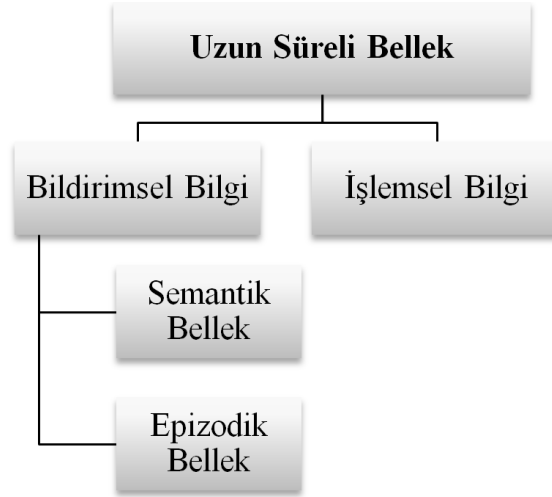 Uzun Süreli Bellek
Bildirimsel Bilgi
İşlemsel Bilgi
Semantik
Bellek
Epizodik
Bellek